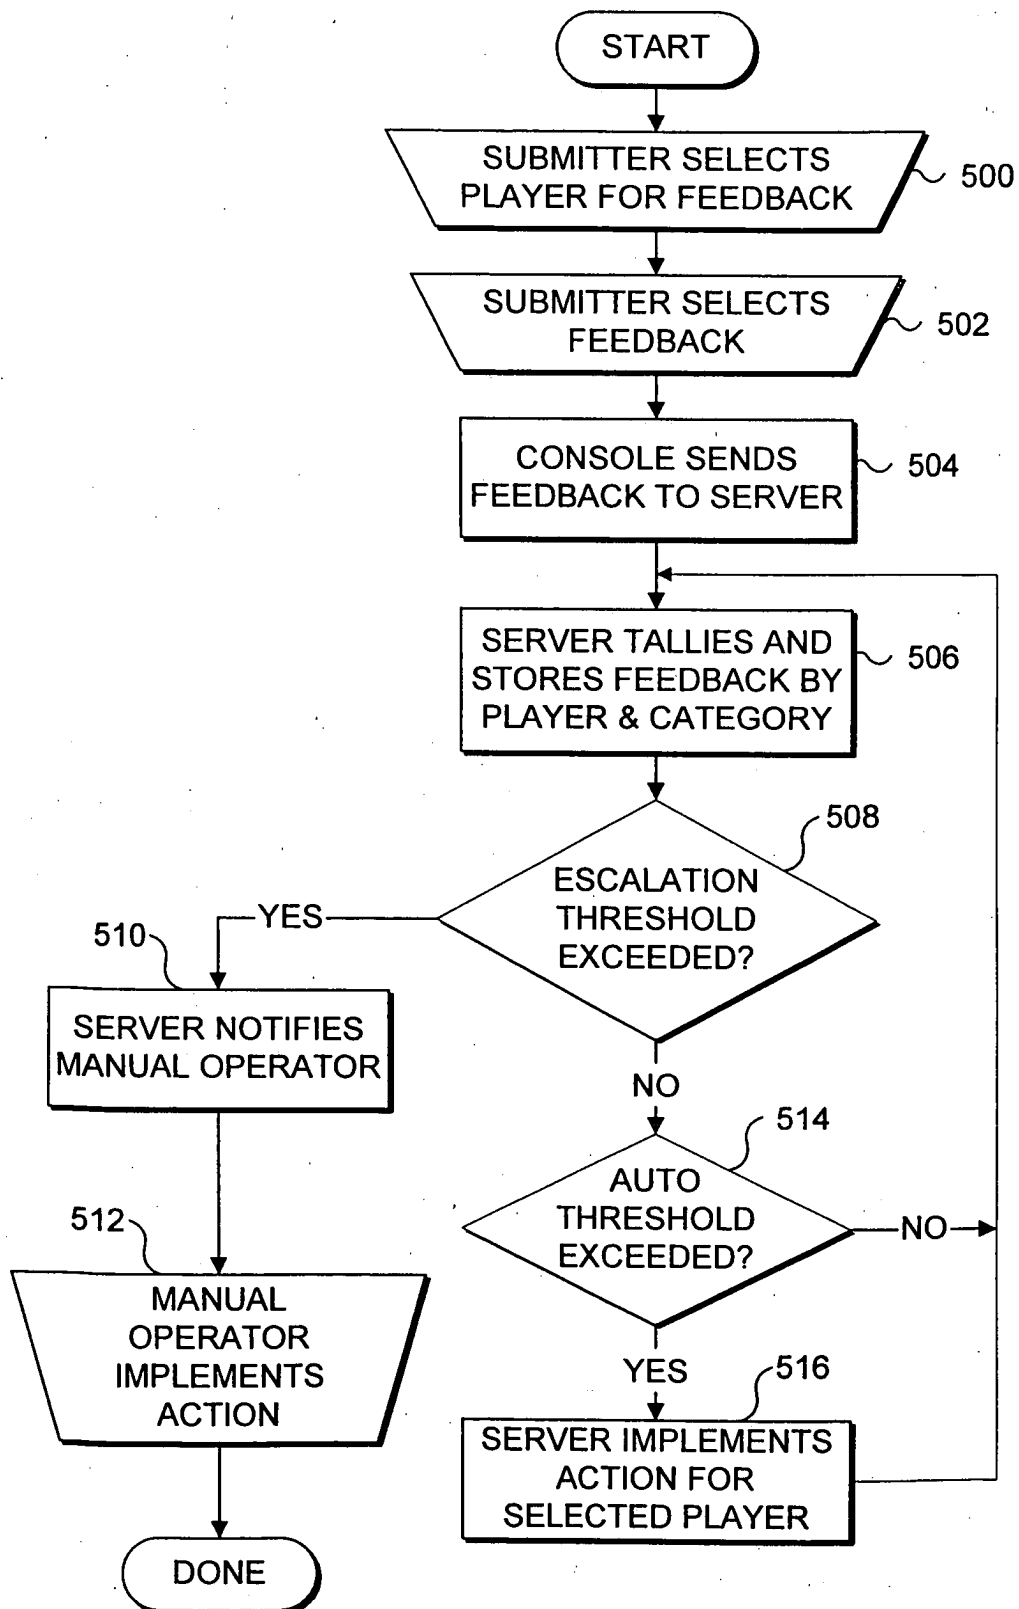 START
SUBMITTER SELECTS
PLAYER FOR FEEDBACK
500
SUBMITTER SELECTS
FEEDBACK
502
CONSOLE SENDS
FEEDBACK TO SERVER
504
SERVER TALLIES AND
STORES FEEDBACK BY
PLAYER & CATEGORY
506
ESCALATION
THRESHOLD
EXCEEDED?
508
YES
510
SERVER NOTIFIES
MANUAL OPERATOR
NO
514
AUTO
THRESHOLD
EXCEEDED?
NO
512
MANUAL
OPERATOR
IMPLEMENTS
ACTION
YES
516
SERVER IMPLEMENTS
ACTION FOR
SELECTED PLAYER
DONE